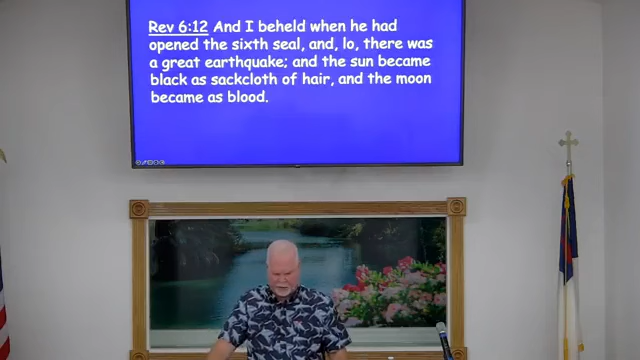 Rev 6:12 And I beheld when he had
opened the sixth seal, and, lo, there was
a great earthquake; and the sun became
black as sackcloth of hair, and the moon
became as blood.